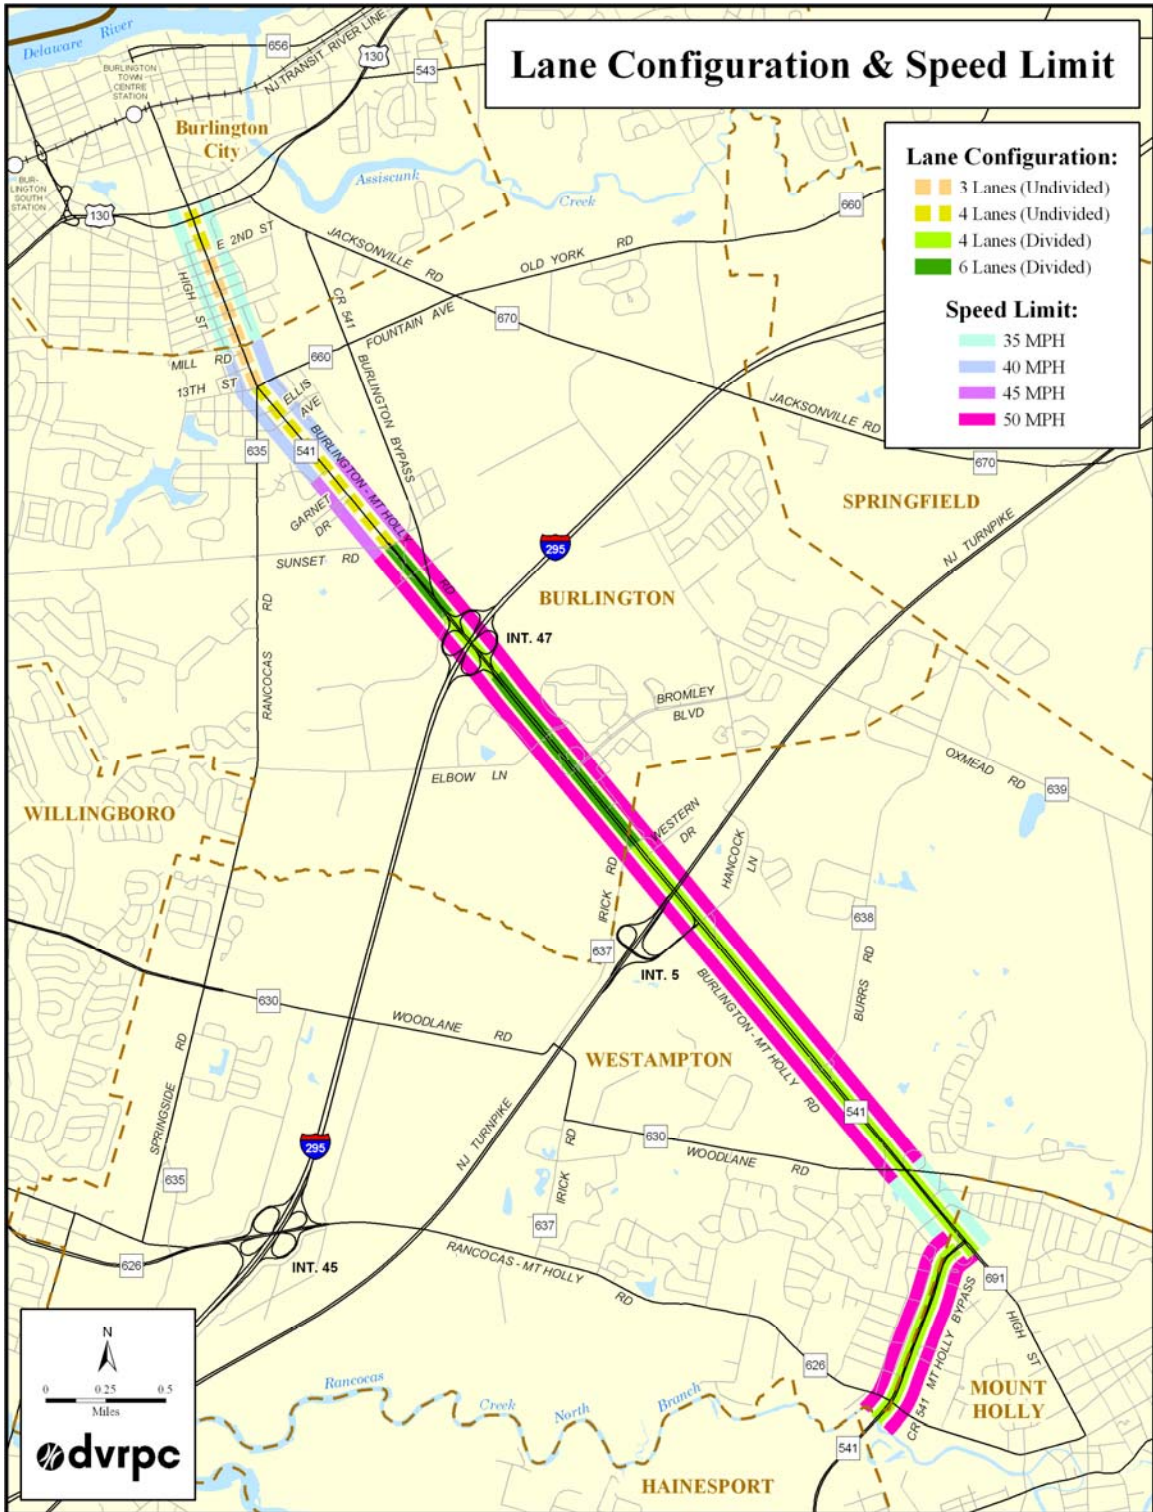 Lane Configuration & Speed Limit
Lane Configuration:
3 Lanes (Undivided)
4 Lanes (Undivided)
4 Lanes (Divided)
6 Lanes (Divided)
Speed Limit:
35 MPH
40 MPH
45 MPH
50 MPH
Delaware River
656
NJ TRANSIT RIVER LINE
130
543
BURLINGTON
TOWN
CENTRE
STATION
Burlington
City
BUR-
LINGTON
SOUTH
STATION
130
Assiscunk
Creek
660
E 2ND ST
JACKSONVILLE RD
OLD YORK RD
HIGH ST
CR 541
BURLINGTON BYPASS
FOUNTAIN AVE
670
660
MILL RD
13TH ST
ELLIS
AVE
JACKSONVILLE RD
670
635
541
BURLINGTON - MT HOLLY RD
SPRINGFIELD
GARNET
DR
NJ TURNPIKE
295
SUNSET RD
BURLINGTON
INT. 47
RANCOCAS RD
BROMLEY
BLVD
ELBOW LN
OXMEAD RD
639
WILLINGBORO
WESTERN
DR
HANCOCK
LN
IRICK RD
638
637
INT. 5
BURRS RD
630
WOODLANE RD
BURLINGTON - MT HOLLY RD
WESTAMPTON
SPRINGSIDE RD
NJ TURNPIKE
541
295
630
WOODLANE RD
IRICK RD
635
637
626
INT. 45
RANCOCAS - MT HOLLY RD
691
HIGH ST
CR 541 MT HOLLY BYPASS
626
MOUNT
HOLLY
Rancocas
Creek
North
Branch
541
HAINESPORT
N
0 0.25 0.5
Miles
dvrpc